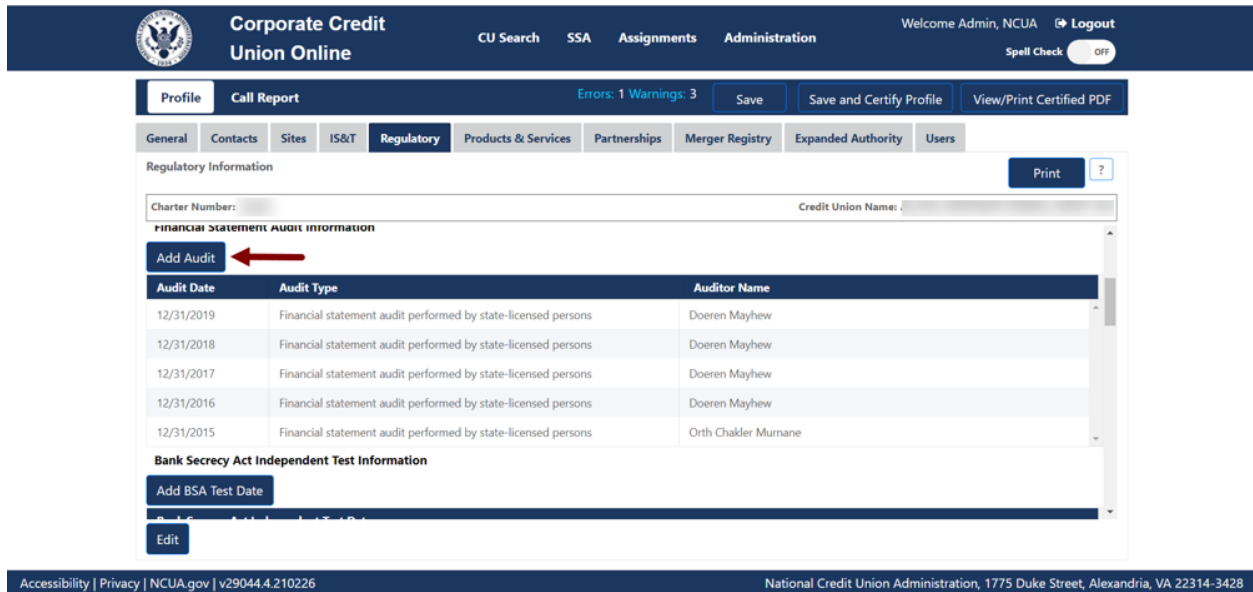 Corporate Credit
Union Online
CU Search SSA Assignments Administration
Welcome Admin, NCUA Logout
Spell Check OFF
Profile Call Report Errors: 1 Warnings: 3 Save Save and Certify Profile View/Print Certified PDF
General Contacts Sites IS&T Regulatory Products & Services Partnerships Merger Registry Expanded Authority Users
Regulatory Information
Print ?
Charter Number: Credit Union Name:
Financial Statement Audit Information
Add Audit
Audit Date Audit Type Auditor Name
12/31/2019 Financial statement audit performed by state-licensed persons Doeren Mayhew
12/31/2018 Financial statement audit performed by state-licensed persons Doeren Mayhew
12/31/2017 Financial statement audit performed by state-licensed persons Doeren Mayhew
12/31/2016 Financial statement audit performed by state-licensed persons Doeren Mayhew
12/31/2015 Financial statement audit performed by state-licensed persons Orth Chakler Murnane
Bank Secrecy Act Independent Test Information
Add BSA Test Date
Edit
Accessibility | Privacy | NCUA.gov | v29044.4.210226
National Credit Union Administration, 1775 Duke Street, Alexandria, VA 22314-3428